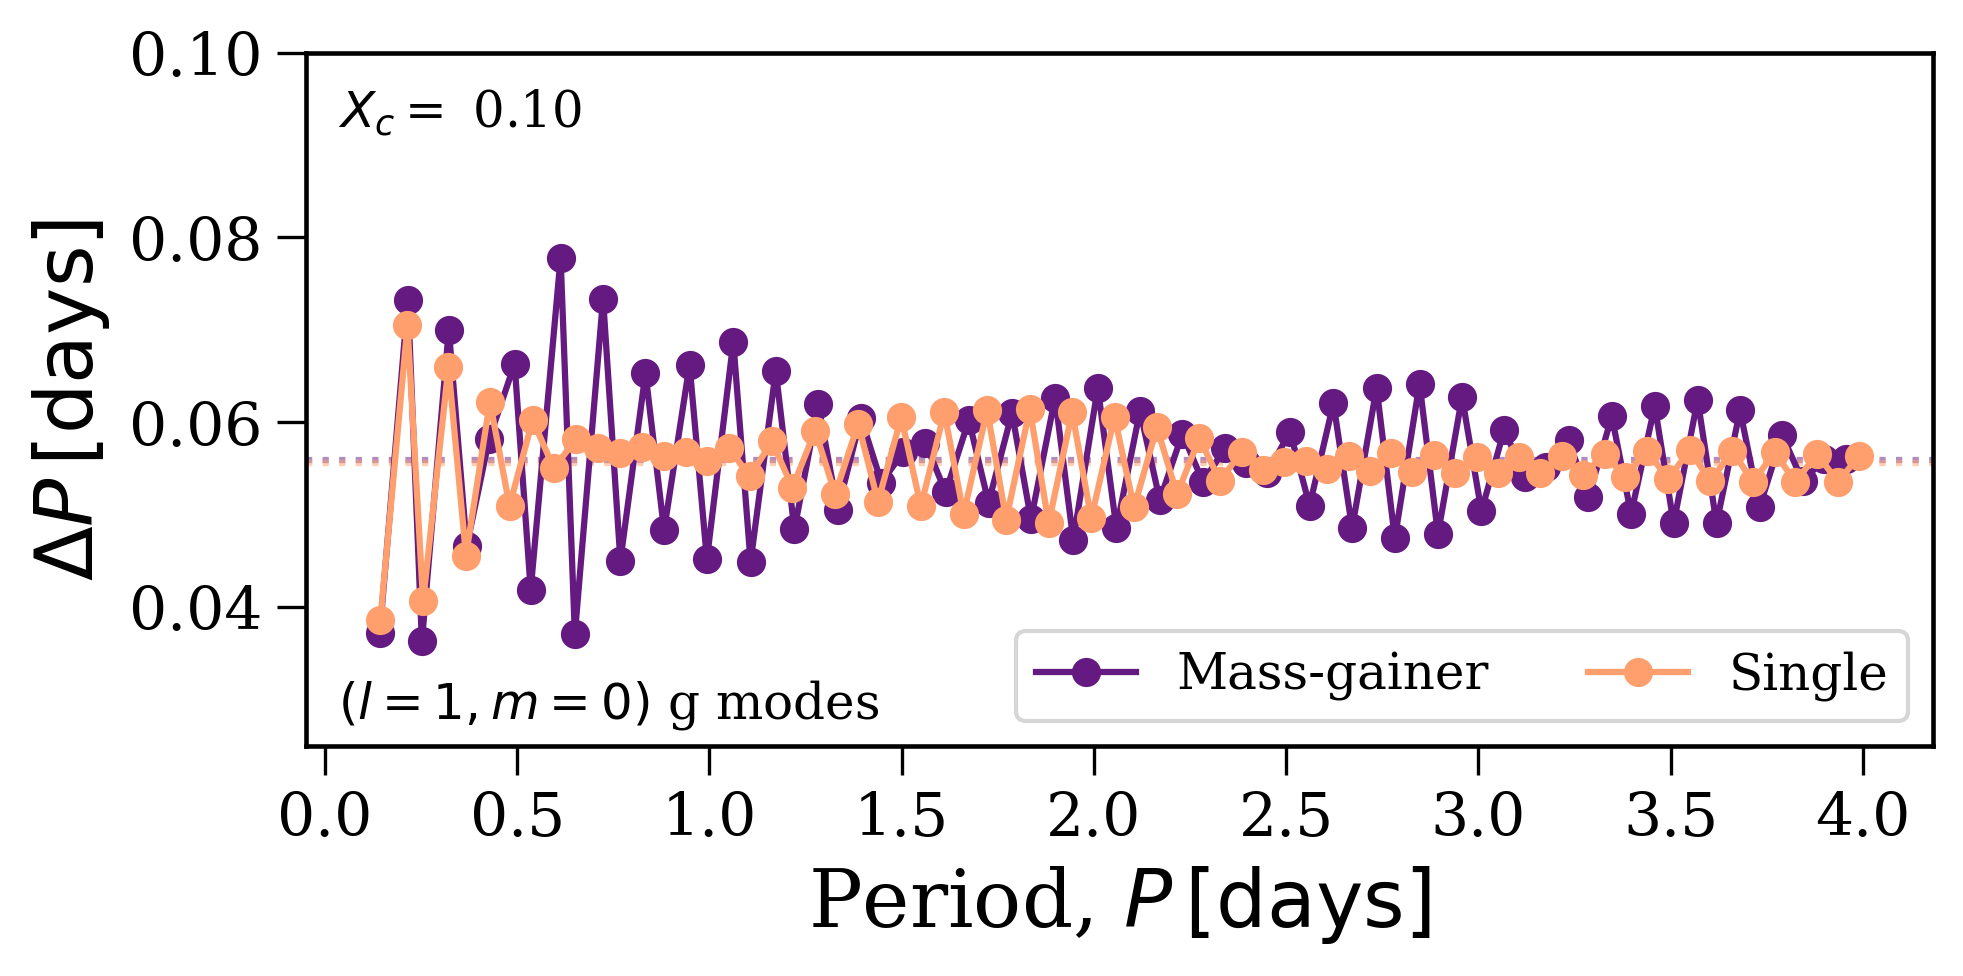 0.10
0.08
0.06
0.04
ΔP [days]
X_c = 0.10
(l = 1, m = 0) g modes
Mass-gainer
Single
0.0 0.5 1.0 1.5 2.0 2.5 3.0 3.5 4.0
Period, P [days]